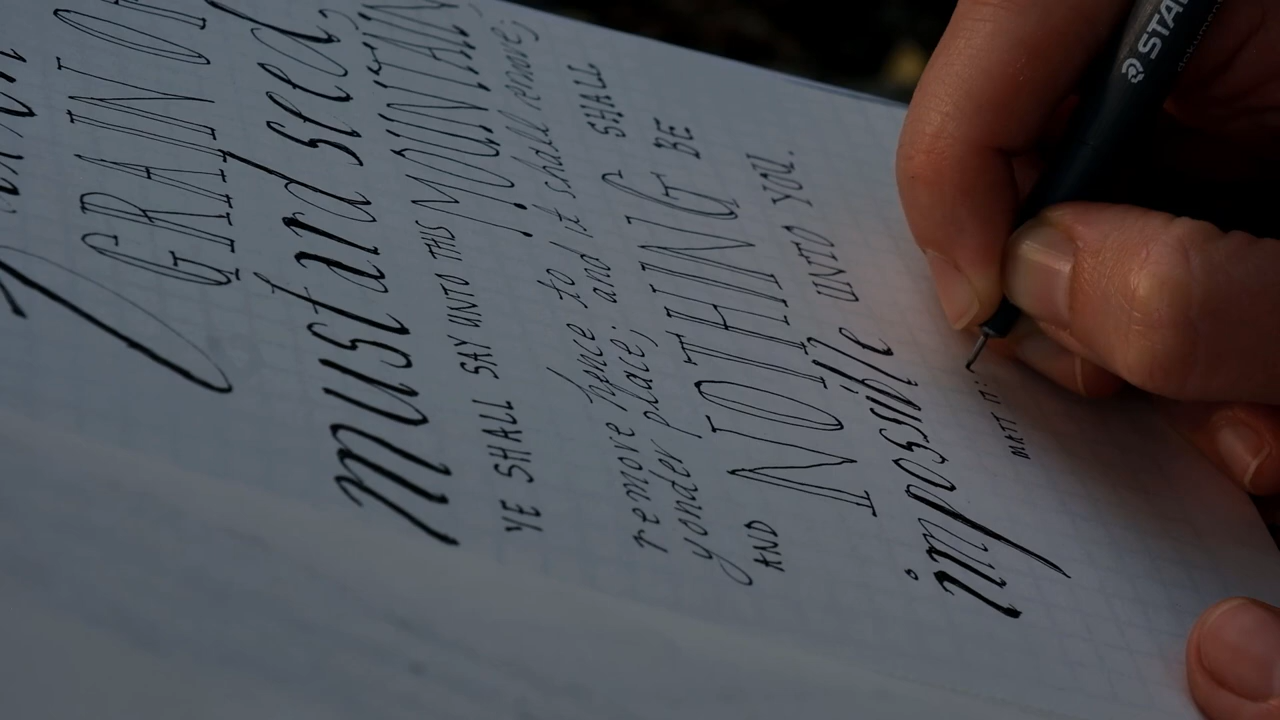 GRAIN OF
mustard seed,
YE SHALL SAY UNTO THIS MOUNTAIN
remove hence to
yonder place; and it shall remove;
AND NOTHING SHALL BE
impossible UNTO YOU.
MATT 17:
STA